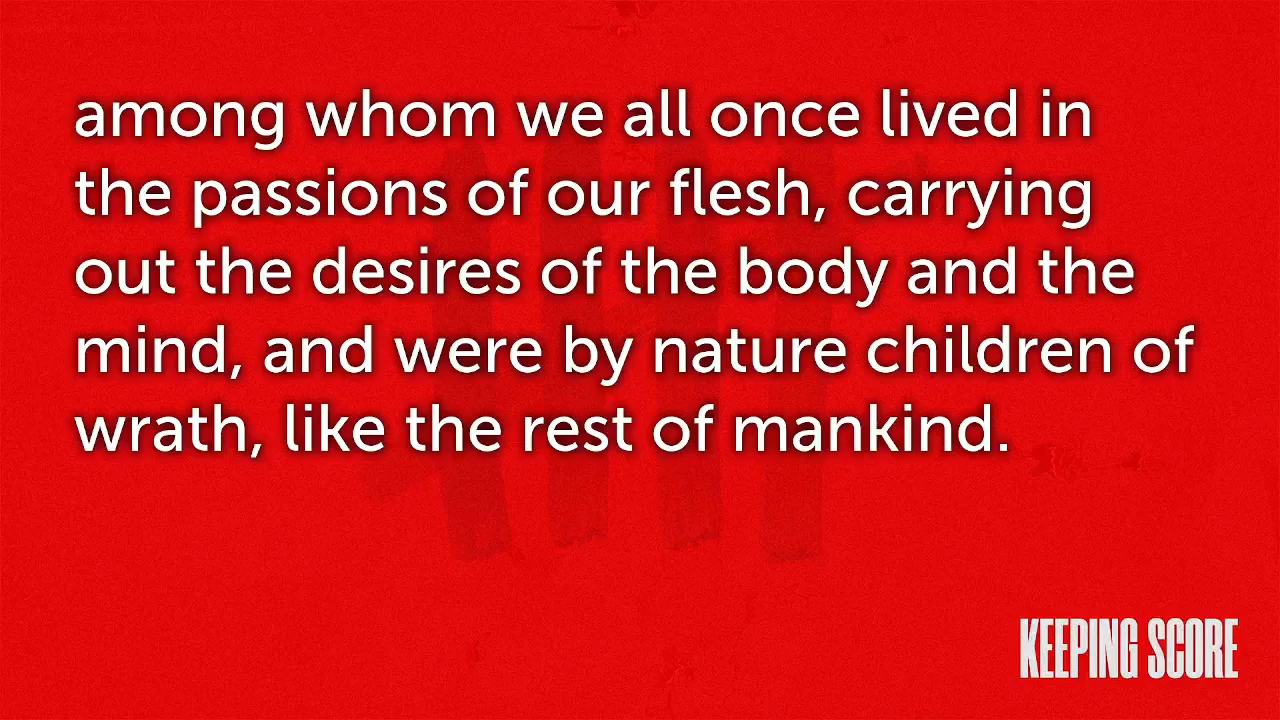 among whom we all once lived in
the passions of our flesh, carrying
out the desires of the body and the
mind, and were by nature children of
wrath, like the rest of mankind.
KEEPING SCORE